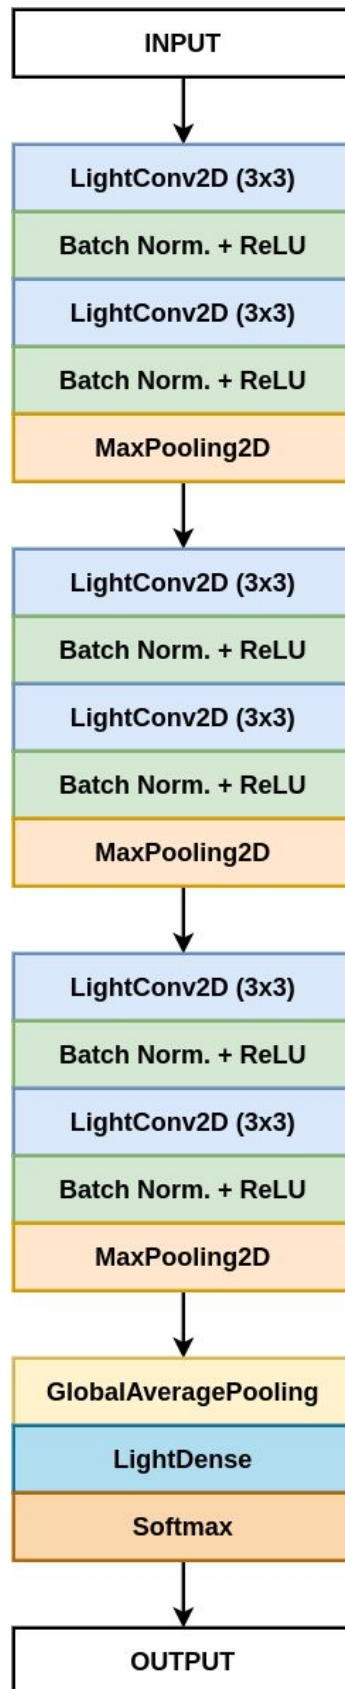 INPUT
LightConv2D (3x3)
Batch Norm. + ReLU
LightConv2D (3x3)
Batch Norm. + ReLU
MaxPooling2D
LightConv2D (3x3)
Batch Norm. + ReLU
LightConv2D (3x3)
Batch Norm. + ReLU
MaxPooling2D
LightConv2D (3x3)
Batch Norm. + ReLU
LightConv2D (3x3)
Batch Norm. + ReLU
MaxPooling2D
GlobalAveragePooling
LightDense
Softmax
OUTPUT